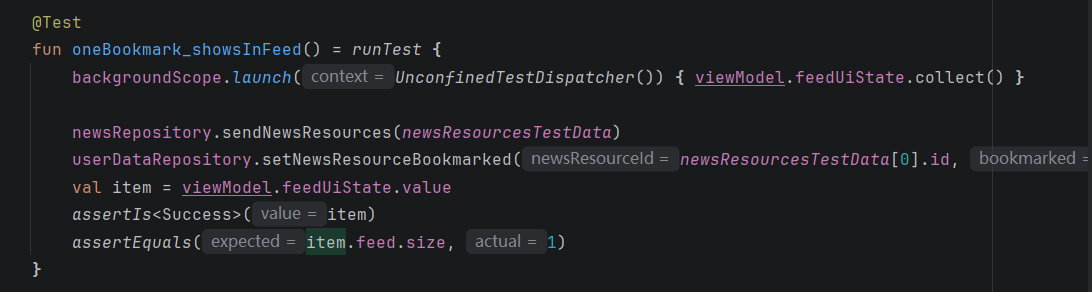 @Test
fun oneBookmark_showsInFeed() = runTest {
backgroundScope.launch( context = UnconfinedTestDispatcher()) { viewModel.feedUiState.collect() }
newsRepository.sendNewsResources(newsResourcesTestData)
userDataRepository.setNewsResourceBookmarked( newsResourceId = newsResourcesTestData[0].id, bookmarked =
val item = viewModel.feedUiState.value
assertIs<Success>( value = item)
assertEquals( expected = item.feed.size, actual = 1)
}